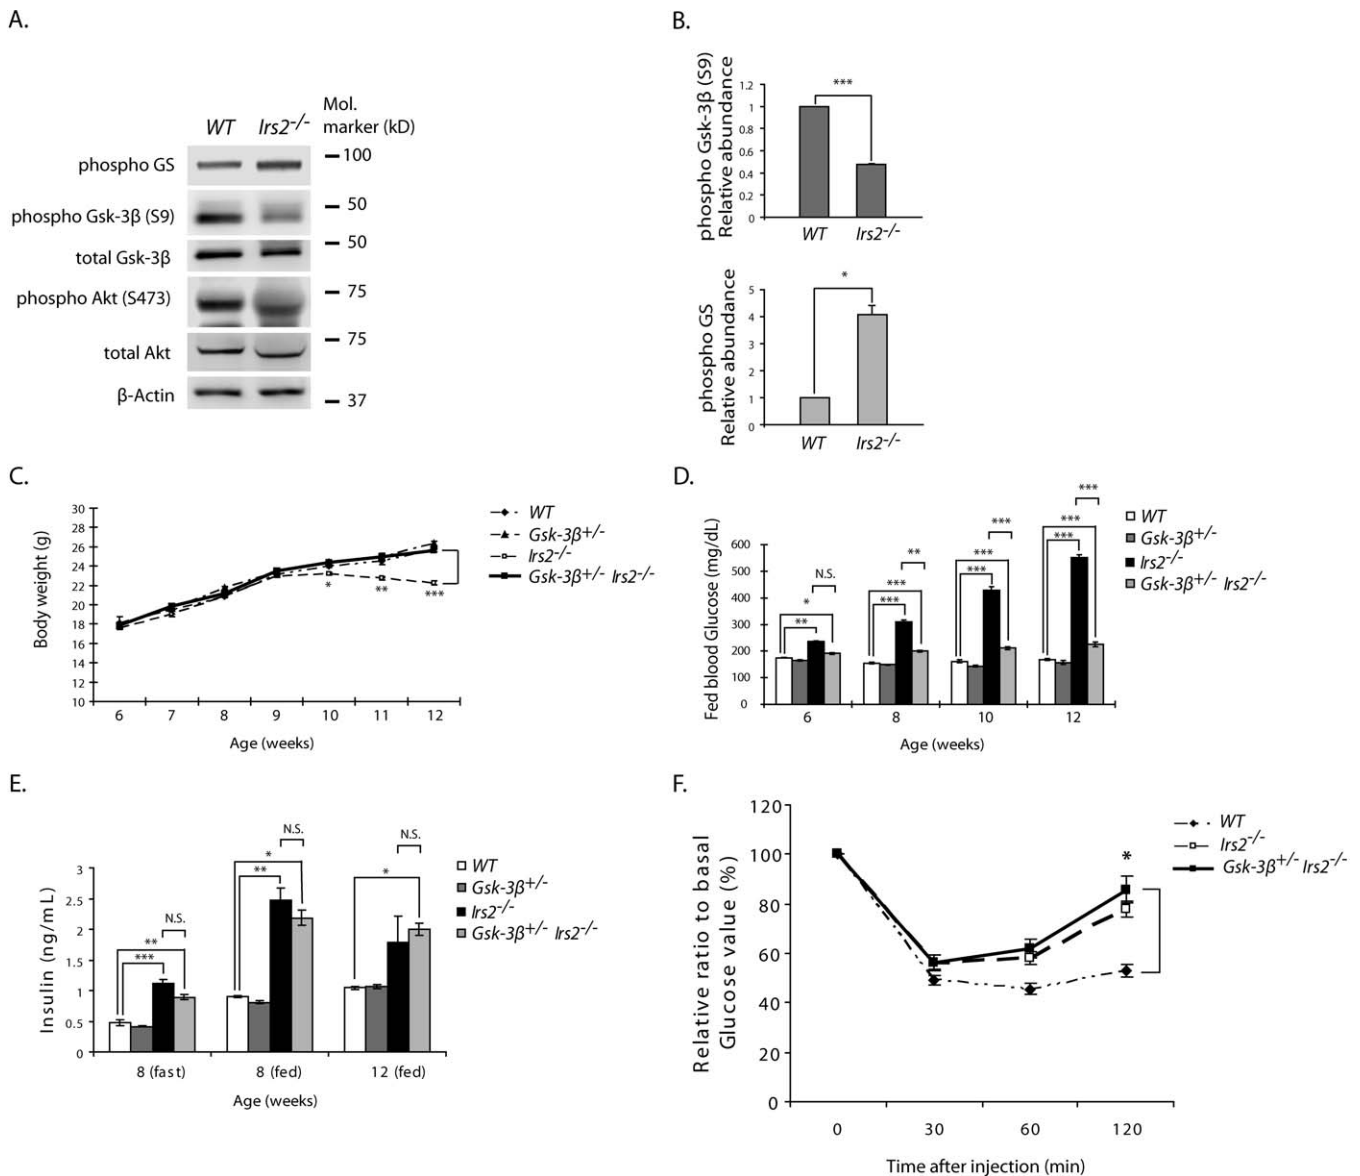 A.
Mol.
marker (kD)
WT Irs2-/-
phospho GS
100
phospho Gsk-3β (S9)
50
total Gsk-3β
50
phospho Akt (S473)
75
total Akt
75
β-Actin
37
B.
phospho Gsk-3β (S9)
Relative abundance
1.2
1
0.8
0.6
0.4
0.2
0
***
WT Irs2-/-
phospho GS
Relative abundance
5
4
3
2
1
0
*
WT Irs2-/-
C.
Body weight (g)
30
28
26
24
22
20
18
16
14
12
10
* ** ***
6 7 8 9 10 11 12
Age (weeks)
WT
Gsk-3β+/-
Irs2-/-
Gsk-3β+/- Irs2-/-
D.
Fed blood Glucose (mg/dL)
600
500
400
300
200
100
0
N.S.
*
**
**
***
***
***
***
***
***
***
***
6 8 10 12
Age (weeks)
WT
Gsk-3β+/-
Irs2-/-
Gsk-3β+/- Irs2-/-
E.
Insulin (ng/mL)
3
2.5
2
1.5
1
0.5
0
N.S.
**
***
N.S.
*
**
N.S.
*
8 (fast) 8 (fed) 12 (fed)
Age (weeks)
WT
Gsk-3β+/-
Irs2-/-
Gsk-3β+/- Irs2-/-
F.
Relative ratio to basal
Glucose value (%)
120
100
80
60
40
20
0
*
0 30 60 120
Time after injection (min)
WT
Irs2-/-
Gsk-3β+/- Irs2-/-